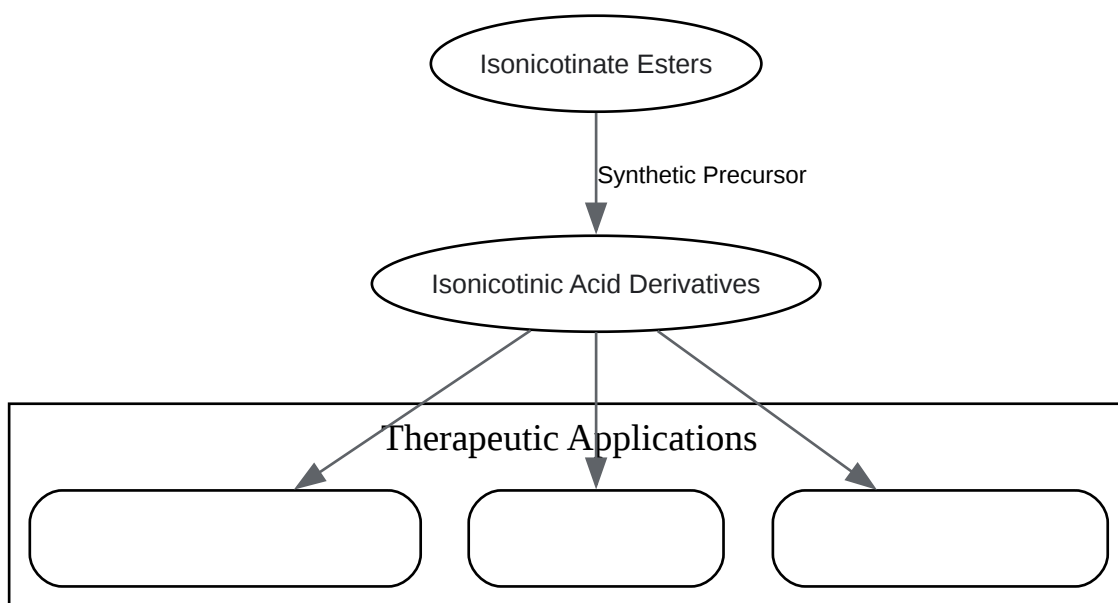 Isonicotinate Esters
Synthetic Precursor
Isonicotinic Acid Derivatives
Therapeutic Applications